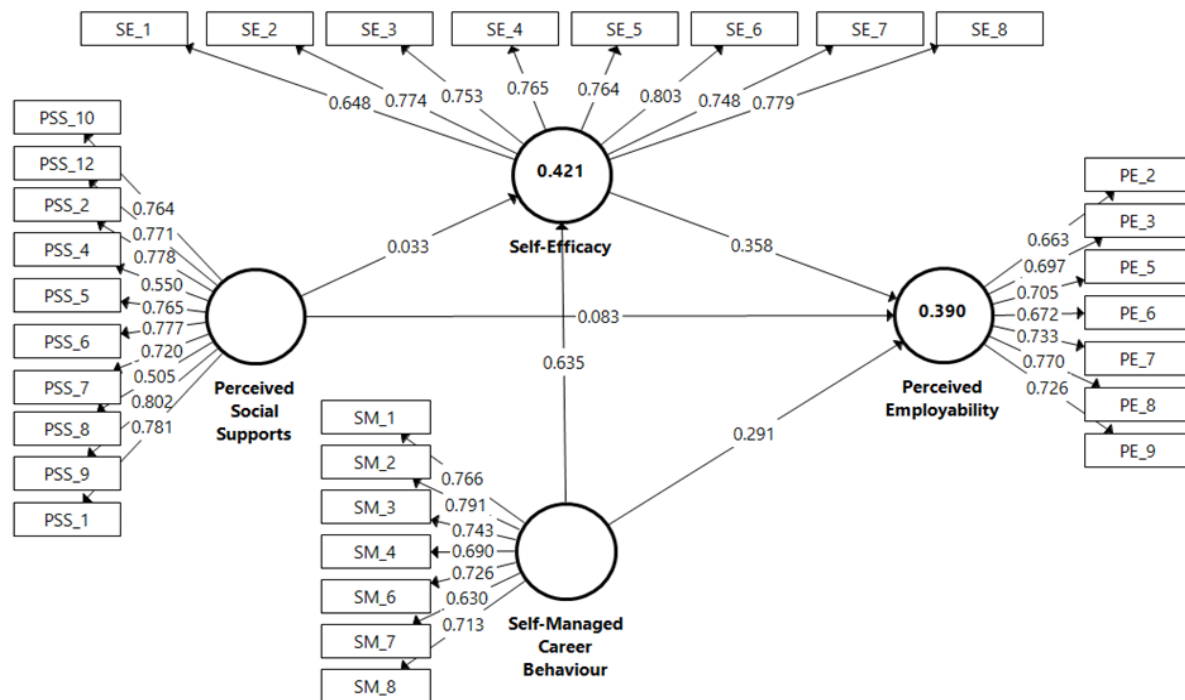 SE_1
SE_2
SE_3
SE_4
SE_5
SE_6
SE_7
SE_8
0.648
0.774
0.753
0.765
0.764
0.803
0.748
0.779
0.421
Self-Efficacy
PSS_10
PSS_12
PSS_2
PSS_4
PSS_5
PSS_6
PSS_7
PSS_8
PSS_9
PSS_1
0.764
0.771
0.778
0.550
0.765
0.777
0.720
0.505
0.802
0.781
Perceived
Social
Supports
0.033
0.358
0.083
0.635
0.291
0.390
Perceived
Employability
PE_2
PE_3
PE_5
PE_6
PE_7
PE_8
PE_9
0.663
0.697
0.705
0.672
0.733
0.770
0.726
SM_1
SM_2
SM_3
SM_4
SM_6
SM_7
SM_8
0.766
0.791
0.743
0.690
0.726
0.630
0.713
Self-Managed
Career
Behaviour